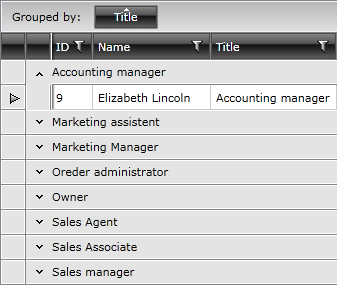 Grouped by: Title
ID Name Title
Accounting manager
9 Elizabeth Lincoln Accounting manager
Marketing assistent
Marketing Manager
Oreder administrator
Owner
Sales Agent
Sales Associate
Sales manager